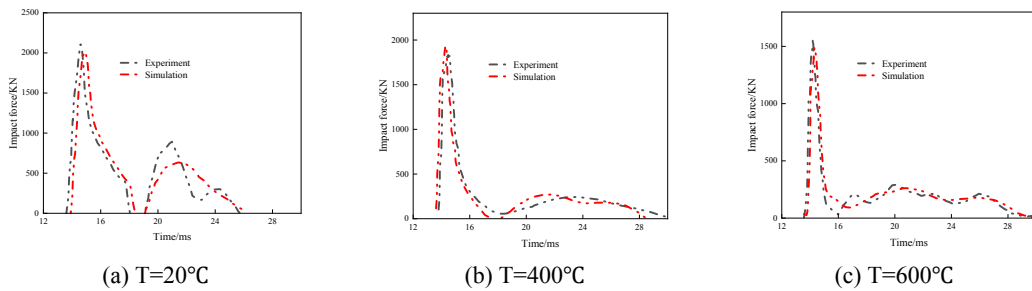 2500
2000
1500
1000
500
0
12
16
20
24
28
Impact force/KN
Time/ms
Experiment
Simulation
(a) T=20℃
2000
1500
1000
500
0
12
16
20
24
28
Impact force/KN
Time/ms
Experiment
Simulation
(b) T=400℃
1500
1000
500
0
12
16
20
24
28
Impact force/KN
Time/ms
Experiment
Simulation
(c) T=600℃